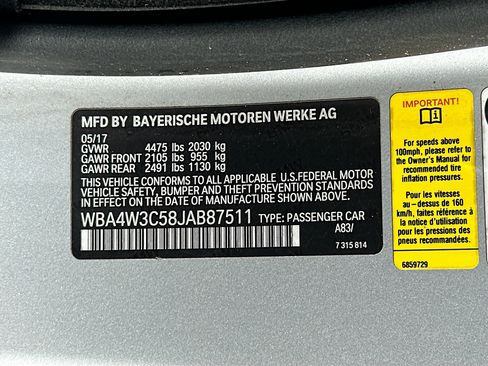 MFD BY BAYERISCHE MOTOREN WERKE AG
05/17
GVWR 4475 lbs 2030 kg
GAWR FRONT 2105 lbs 955 kg
GAWR REAR 2491 lbs 1130 kg
THIS VEHICLE CONFORMS TO ALL APPLICABLE U.S.FEDERAL MOTOR
VEHICLE SAFETY, BUMPER, AND THEFT PREVENTION STANDARDS
IN EFFECT ON THE DATE OF MANUFACTURE SHOWN ABOVE.
WBA4W3C58JAB87511 TYPE: PASSENGER CAR
A83/
7 315 814
IMPORTANT!
For speeds above
100mph, please refer to
the Owner's Manual for
recommended tire
inflation pressures.
Pour les vitesses
au - dessus de 160
km/h, faites référence à
la notice d'utilisation
pour les pressions de
gonflage des pneus
recommandées.
6859729